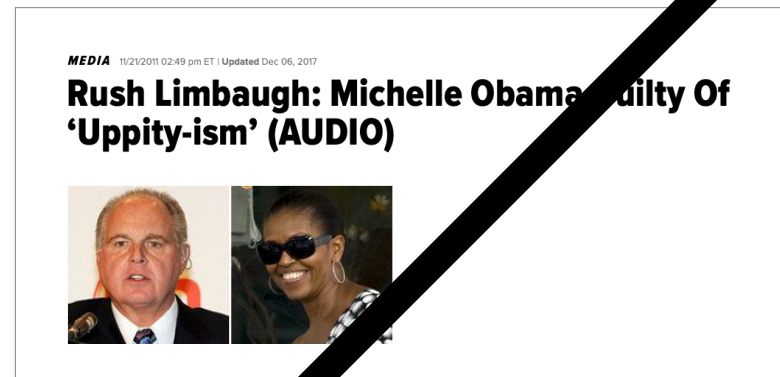 MEDIA 11/21/2011 02:49 pm ET | Updated Dec 06, 2017
Rush Limbaugh: Michelle Obama Of
‘Uppity-ism’ (AUDIO)